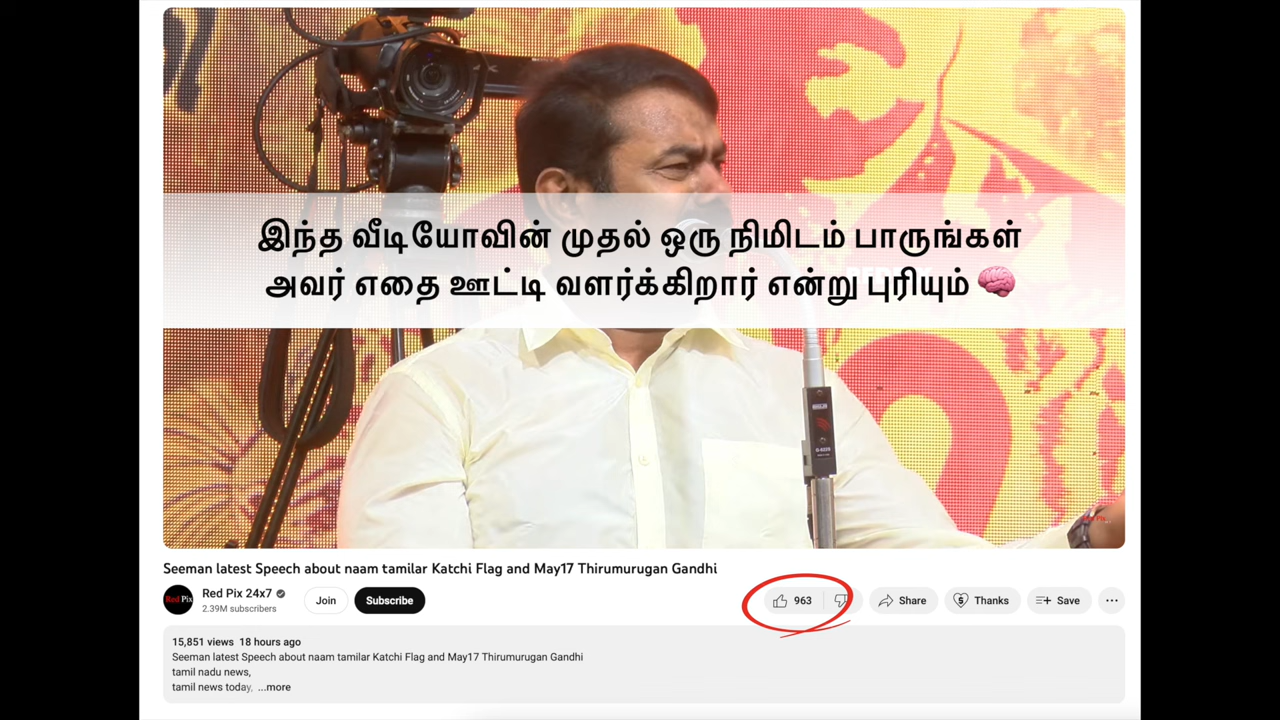 இந்த வீடியோவின் முதல் ஒரு நிமிடம் பாருங்கள்
அவர் எதை ஊட்டி வளர்க்கிறார் என்று புரியும் 🧠
Red Pix
Seeman latest Speech about naam tamilar Katchi Flag and May17 Thirumurugan Gandhi
Red Pix
Red Pix 24x7
2.39M subscribers
Join
Subscribe
963
Share
Thanks
Save
15,851 views 18 hours ago
Seeman latest Speech about naam tamilar Katchi Flag and May17 Thirumurugan Gandhi
tamil nadu news,
tamil news today, ...more